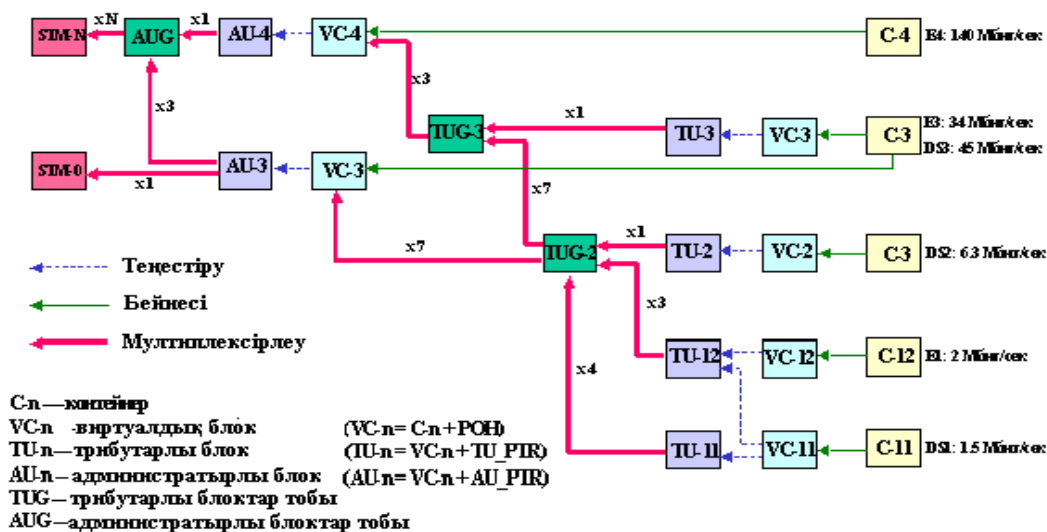 xN
x1
STM-N
AUG
AU-4
VC-4
C-4
E4: 140 Мбит/сек
x3
x3
x1
TUG-3
TU-3
VC-3
C-3
E3: 34 Мбит/сек
DS3: 45 Мбит/сек
STM-0
x1
AU-3
VC-3
x7
x7
x1
TUG-2
TU-2
VC-2
C-3
DS2: 6.3 Мбит/сек
Теңестіру
Бейнесі
Мултиплексірлеу
x3
x4
TU-12
VC-12
C-12
E1: 2 Мбит/сек
TU-11
VC-11
C-11
DS1: 1.5 Мбит/сек
C-n—контейнер
VC-n -виртуалдық блок (VC-n= C-n + POH)
TU-n—трибутарлы блок (TU-n= VC-n + TU_PTR)
AU-n—администратырлы блок (AU-n= VC-n + AU_PTR)
TUG—трибутарлы блоктар тобы
AUG—администратырлы блоктар тобы